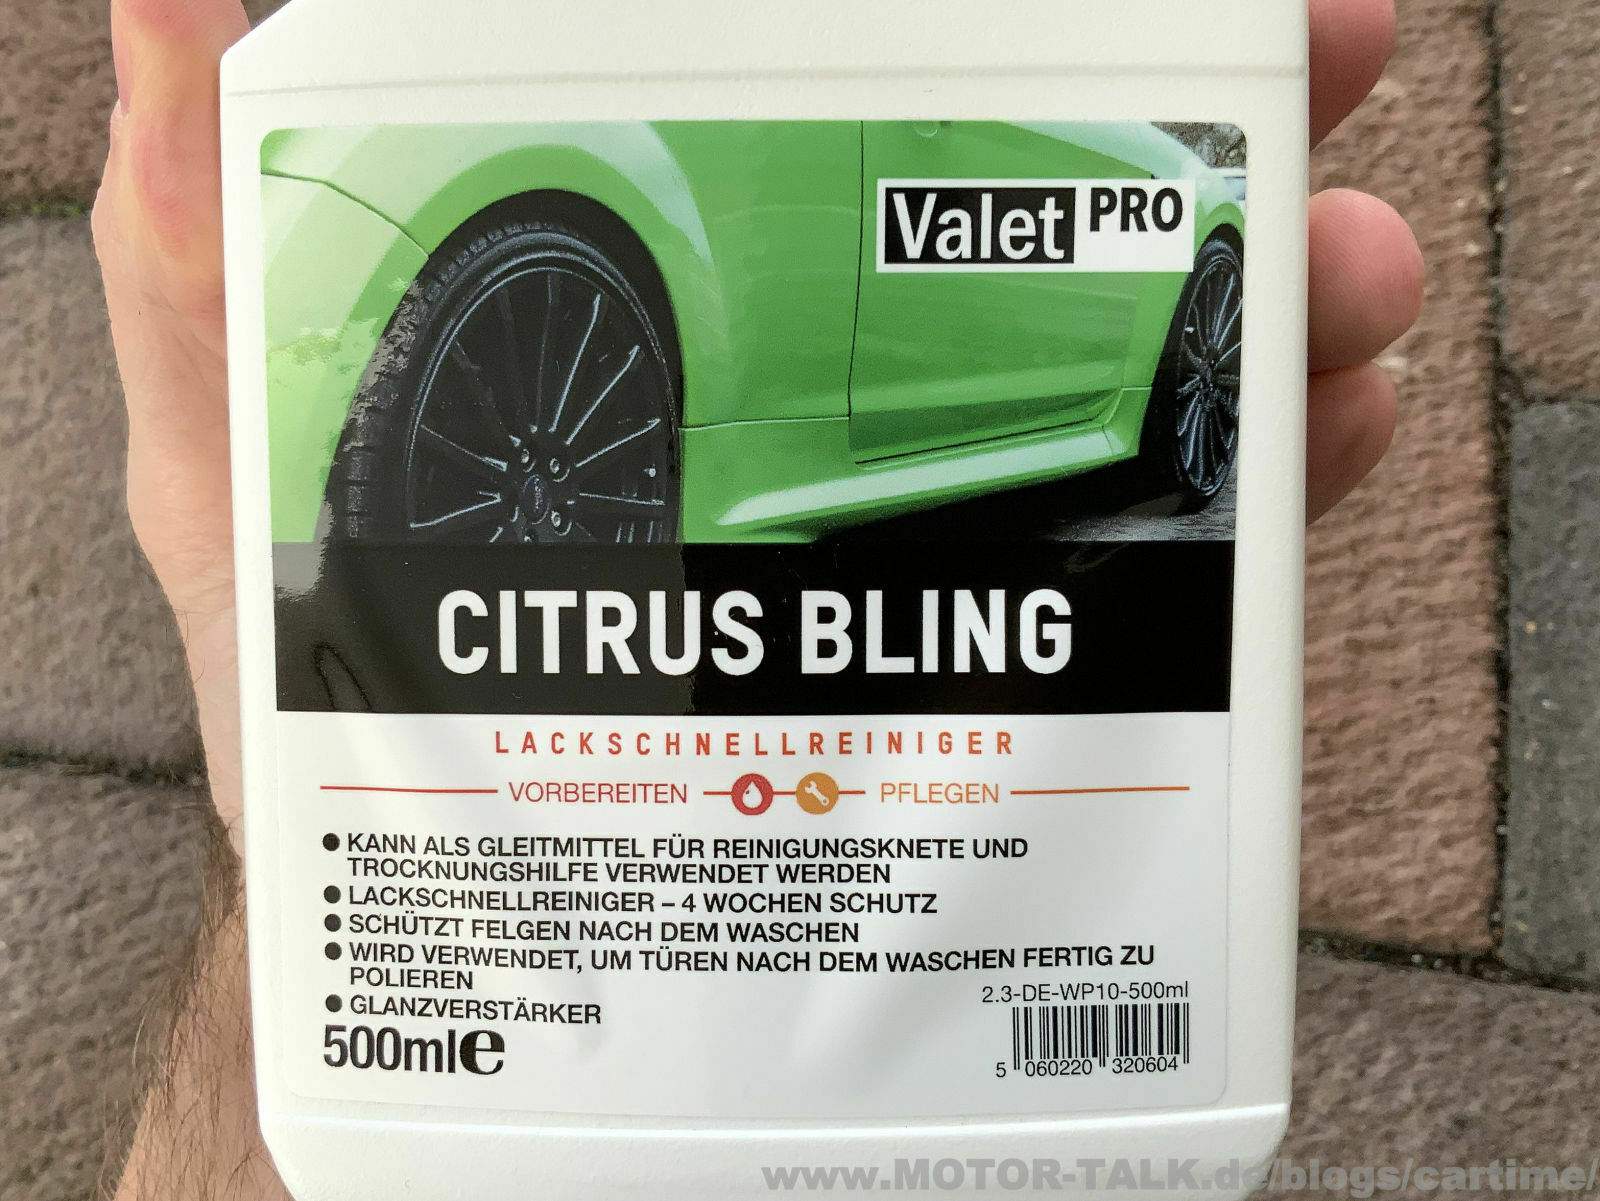 Valet PRO
CITRUS BLING
LACKSCHNELLREINIGER
VORBEREITEN PFLEGEN
● KANN ALS GLEITMITTEL FÜR REINIGUNGSKNETE UND
TROCKNUNGSHILFE VERWENDET WERDEN
● LACKSCHNELLREINIGER – 4 WOCHEN SCHUTZ
● SCHÜTZT FELGEN NACH DEM WASCHEN
● WIRD VERWENDET, UM TÜREN NACH DEM WASCHEN FERTIG ZU
POLIEREN
● GLANZVERSTÄRKER
500ml℮
2.3-DE-WP10-500ml
5 060220 320604
www.MOTOR-TALK.de/blogs/cartime/